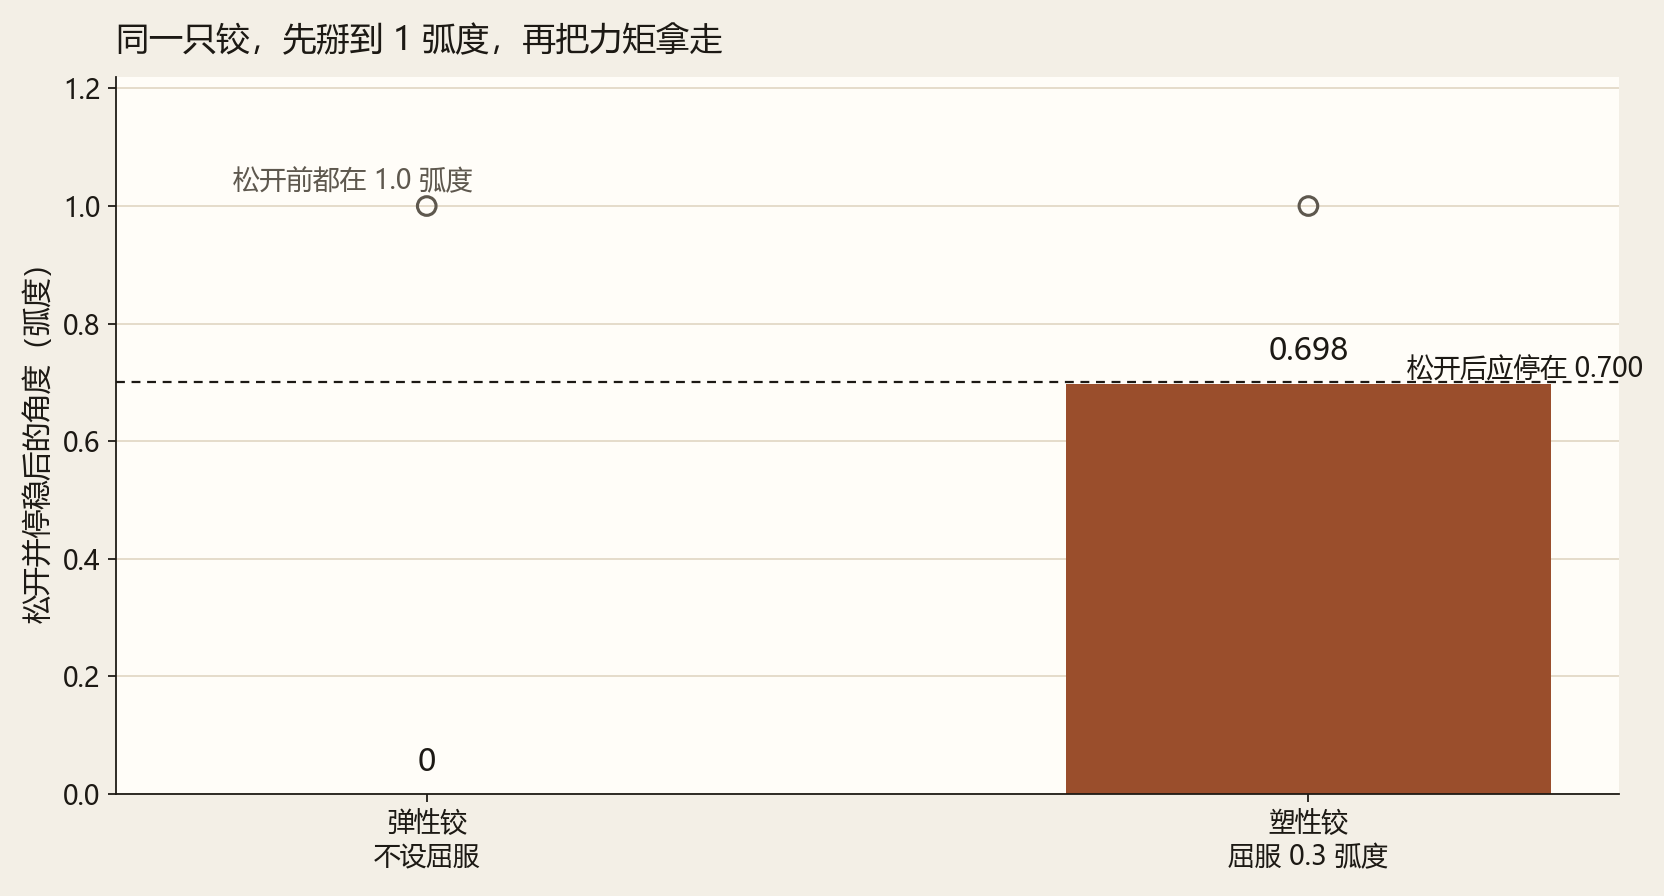 同一只铰，先掰到 1 弧度，再把力矩拿走
松开并停稳后的角度（弧度）
1.2
1.0
0.8
0.6
0.4
0.2
0.0
松开前都在 1.0 弧度
0.698
松开后应停在 0.700
0
弹性铰
不设屈服
塑性铰
屈服 0.3 弧度